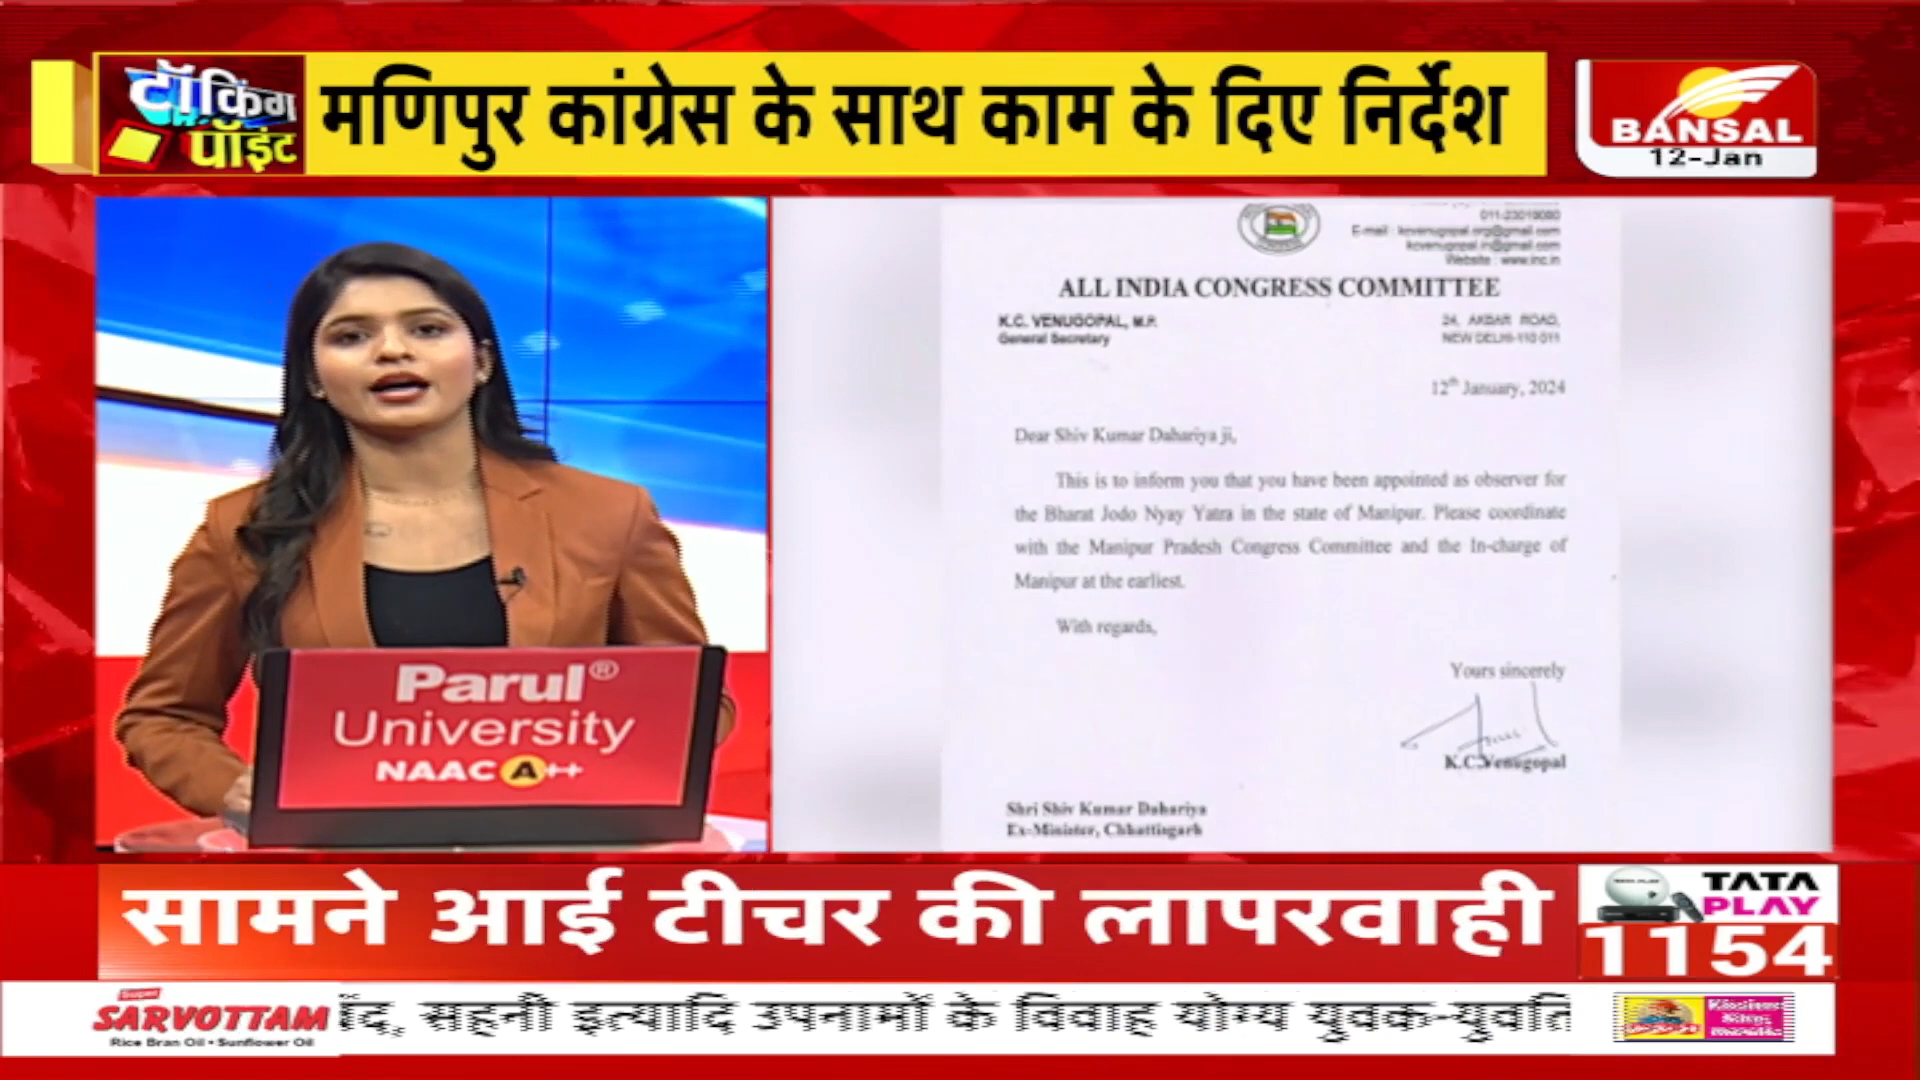 टॉकिंग
पॉइंट
मणिपुर कांग्रेस के साथ काम के दिए निर्देश
BANSAL
12-Jan
011-23019080
E-mail : kcvenugopal.org@gmail.com
kcvenugopal.in@gmail.com
Website : www.inc.in
ALL INDIA CONGRESS COMMITTEE
K.C. VENUGOPAL, M.P.
General Secretary
24, AKBAR ROAD,
NEW DELHI-110 011
12th January, 2024
Dear Shiv Kumar Dahariya ji,
This is to inform you that you have been appointed as observer for
the Bharat Jodo Nyay Yatra in the state of Manipur. Please coordinate
with the Manipur Pradesh Congress Committee and the In-charge of
Manipur at the earliest.
With regards,
Yours sincerely
K.C.Venugopal
Shri Shiv Kumar Dahariya
Ex-Minister, Chhattisgarh
Parul®
University
NAAC A++
सामने आई टीचर की लापरवाही
TATA
PLAY
1154
Super
SARVOTTAM
Rice Bran Oil • Sunflower Oil
सहनी इत्यादि उपनामों के विवाह योग्य युवक-युवति